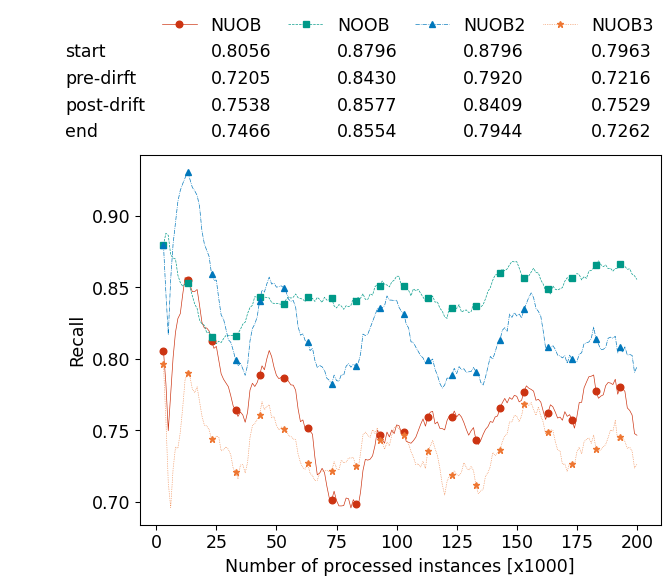 NUOB NOOB NUOB2 NUOB3
start 0.8056 0.8796 0.8796 0.7963
pre-dirft 0.7205 0.8430 0.7920 0.7216
post-drift 0.7538 0.8577 0.8409 0.7529
end 0.7466 0.8554 0.7944 0.7262
0.90
0.85
0.80
0.75
0.70
Recall
0 25 50 75 100 125 150 175 200
Number of processed instances [x1000]